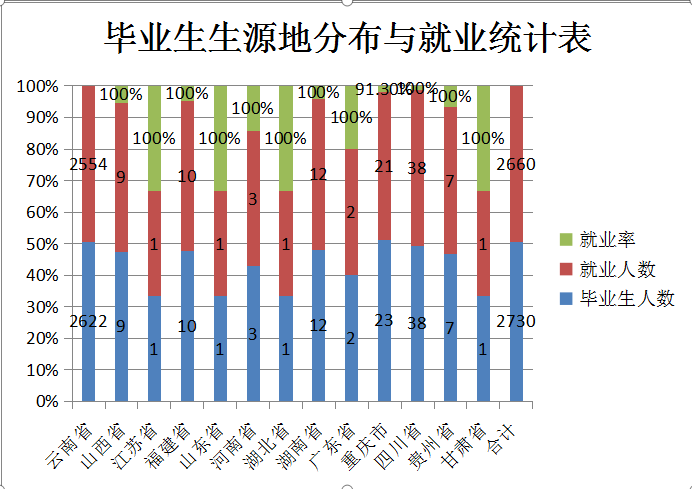 毕业生生源地分布与就业统计表
100%
90%
80%
70%
60%
50%
40%
30%
20%
10%
0%
100% 100% 100% 91.30% 100% 100%
100% 100% 100% 100% 100% 100%
2554 9 1 10 1 3 1 12 2 21 38 7 1 2660
2622 9 1 10 1 3 1 12 2 23 38 7 1 2730
就业率
就业人数
毕业生人数
云南省 山西省 江苏省 福建省 山东省 河南省 湖北省 湖南省 广东省 重庆市 四川省 贵州省 甘肃省 合计